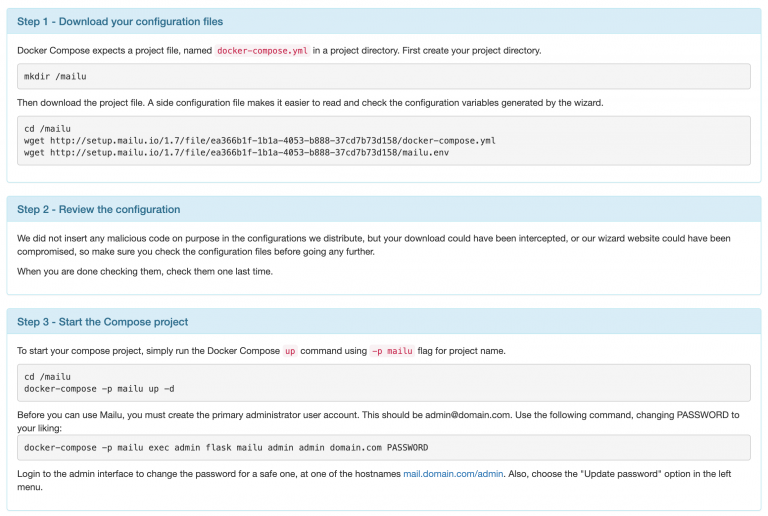 Step 1 - Download your configuration files
Docker Compose expects a project file, named docker-compose.yml in a project directory. First create your project directory.
mkdir /mailu
Then download the project file. A side configuration file makes it easier to read and check the configuration variables generated by the wizard.
cd /mailu
wget http://setup.mailu.io/1.7/file/ea366b1f-1b1a-4053-b888-37cd7b73d158/docker-compose.yml
wget http://setup.mailu.io/1.7/file/ea366b1f-1b1a-4053-b888-37cd7b73d158/mailu.env
Step 2 - Review the configuration
We did not insert any malicious code on purpose in the configurations we distribute, but your download could have been intercepted, or our wizard website could have been
compromised, so make sure you check the configuration files before going any further.
When you are done checking them, check them one last time.
Step 3 - Start the Compose project
To start your compose project, simply run the Docker Compose up command using -p mailu flag for project name.
cd /mailu
docker-compose -p mailu up -d
Before you can use Mailu, you must create the primary administrator user account. This should be admin@domain.com. Use the following command, changing PASSWORD to
your liking:
docker-compose -p mailu exec admin flask mailu admin admin domain.com PASSWORD
Login to the admin interface to change the password for a safe one, at one of the hostnames mail.domain.com/admin. Also, choose the "Update password" option in the left
menu.